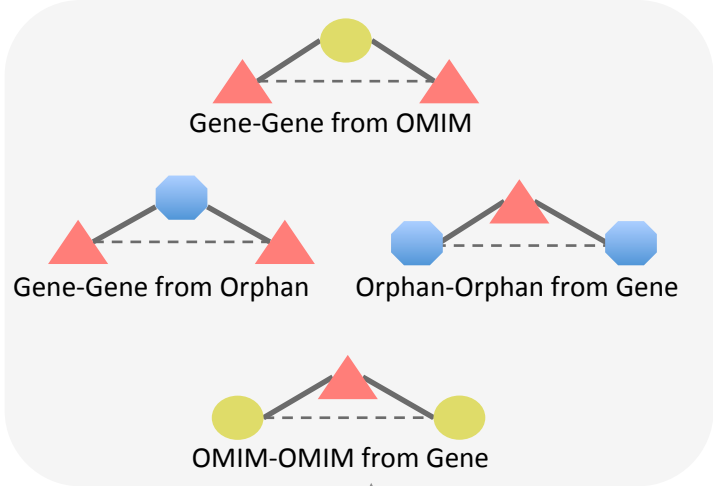 Gene-Gene from OMIM
Gene-Gene from Orphan
Orphan-Orphan from Gene
OMIM-OMIM from Gene